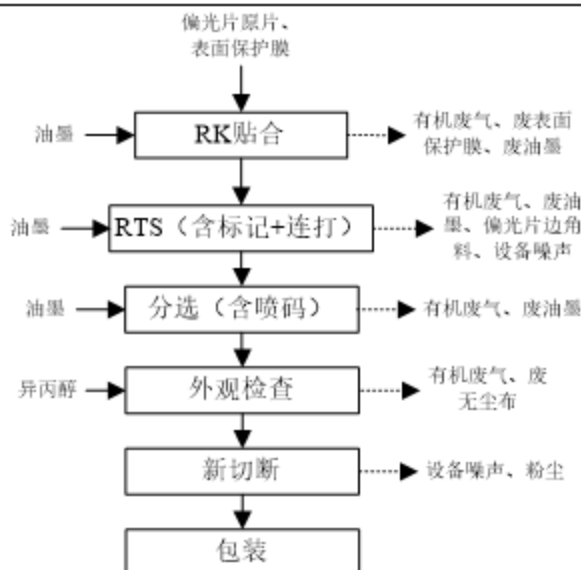 偏光片原片、
表面保护膜
油墨
RK贴合
有机废气、废表面
保护膜、废油墨
油墨
RTS（含标记+连打）
有机废气、废油
墨、偏光片边角
料、设备噪声
油墨
分选（含喷码）
有机废气、废油墨
异丙醇
外观检查
有机废气、废
无尘布
新切断
设备噪声、粉尘
包装